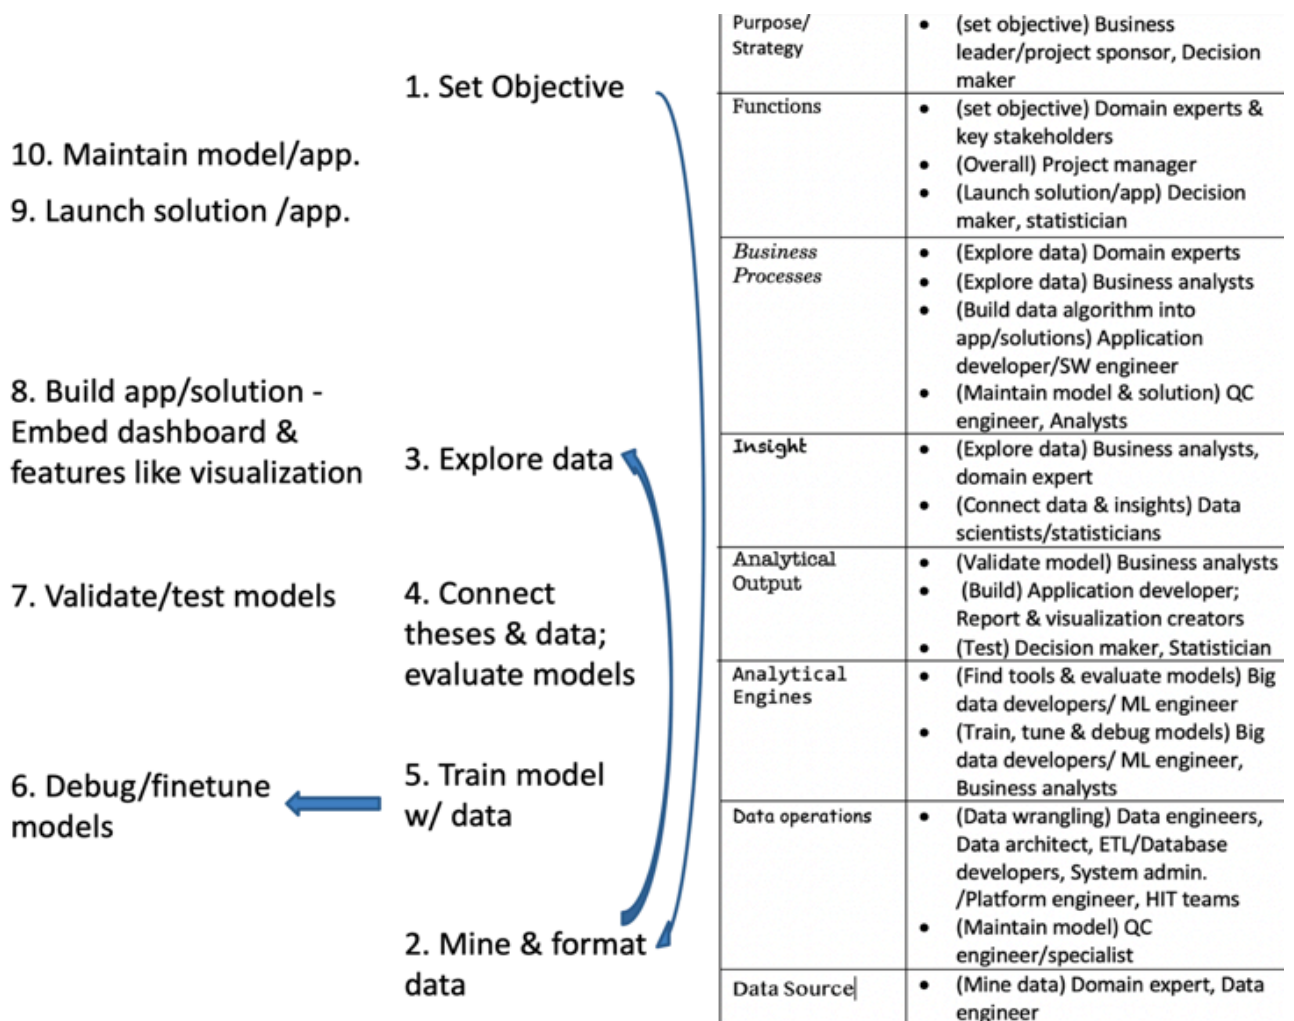 1. Set Objective
10. Maintain model/app.
9. Launch solution /app.
8. Build app/solution -
Embed dashboard &
features like visualization
3. Explore data
7. Validate/test models
4. Connect
theses & data;
evaluate models
6. Debug/finetune
models
5. Train model
w/ data
2. Mine & format
data
Purpose/
Strategy
• (set objective) Business
leader/project sponsor, Decision
maker
Functions
• (set objective) Domain experts &
key stakeholders
• (Overall) Project manager
• (Launch solution/app) Decision
maker, statistician
Business
Processes
• (Explore data) Domain experts
• (Explore data) Business analysts
• (Build data algorithm into
app/solutions) Application
developer/SW engineer
• (Maintain model & solution) QC
engineer, Analysts
Insight
• (Explore data) Business analysts,
domain expert
• (Connect data & insights) Data
scientists/statisticians
Analytical
Output
• (Validate model) Business analysts
• (Build) Application developer;
Report & visualization creators
• (Test) Decision maker, Statistician
Analytical
Engines
• (Find tools & evaluate models) Big
data developers/ ML engineer
• (Train, tune & debug models) Big
data developers/ ML engineer,
Business analysts
Data operations
• (Data wrangling) Data engineers,
Data architect, ETL/Database
developers, System admin.
/Platform engineer, HIT teams
• (Maintain model) QC
engineer/specialist
Data Source
• (Mine data) Domain expert, Data
engineer